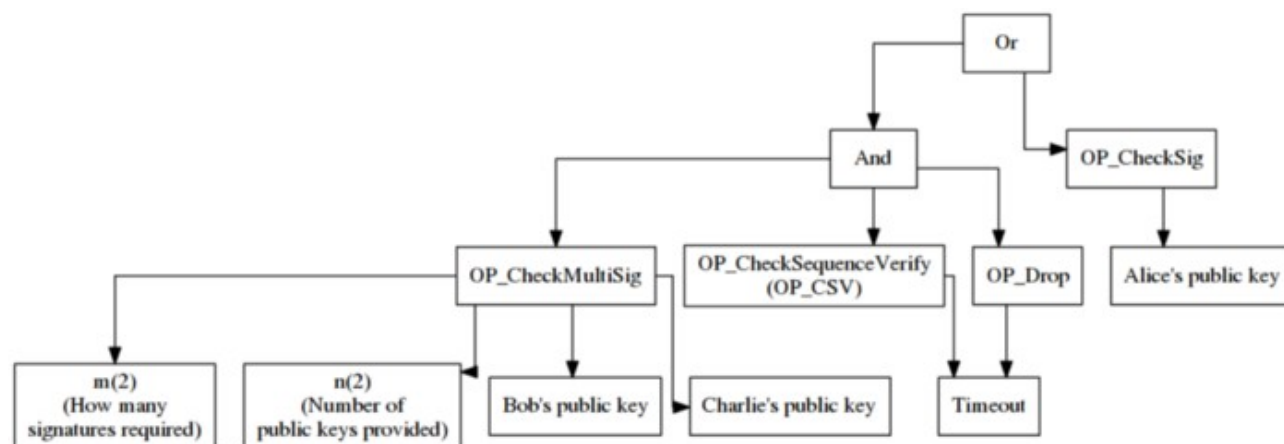 Or
And
OP_CheckSig
OP_CheckMultiSig
OP_CheckSequenceVerify
(OP_CSV)
OP_Drop
Alice's public key
m(2)
(How many
signatures required)
n(2)
(Number of
public keys provided)
Bob's public key
Charlie's public key
Timeout